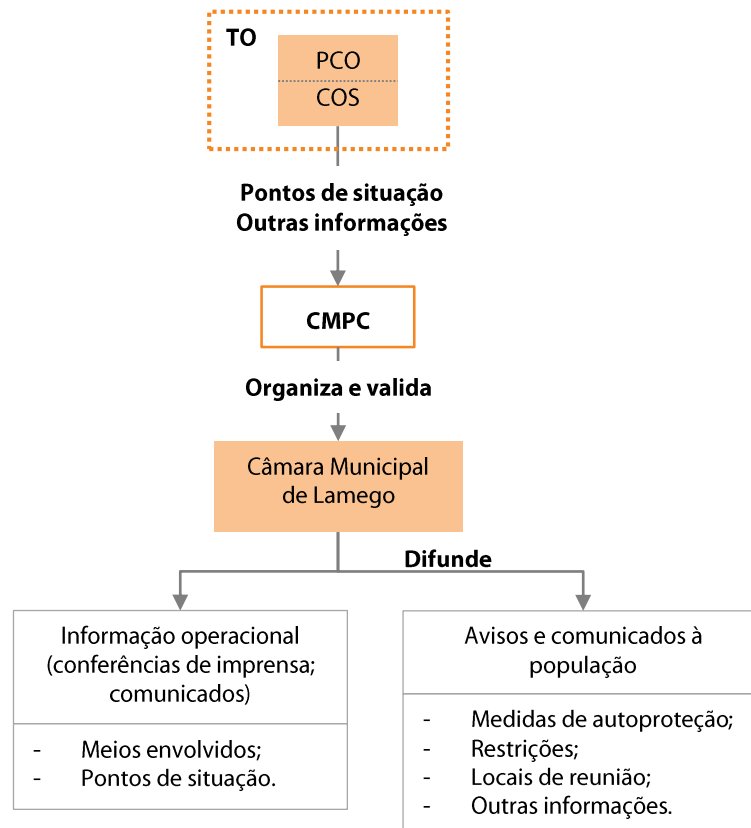 TO
PCO
COS
Pontos de situação
Outras informações
CMPC
Organiza e valida
Câmara Municipal
de Lamego
Difunde
Informação operacional
(conferências de imprensa;
comunicados)
- Meios envolvidos;
- Pontos de situação.
Avisos e comunicados à
população
- Medidas de autoproteção;
- Restrições;
- Locais de reunião;
- Outras informações.